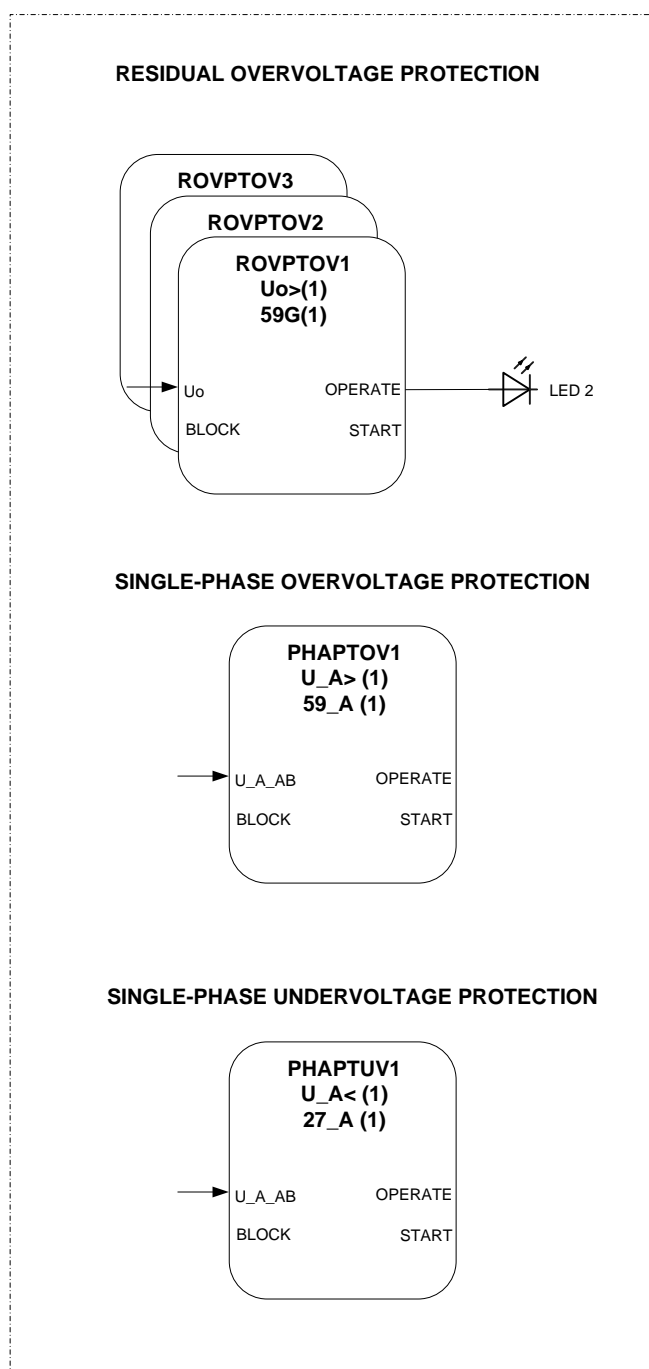 RESIDUAL OVERVOLTAGE PROTECTION
ROVPTOV3
ROVPTOV2
ROVPTOV1
Uo>(1)
59G(1)
Uo OPERATE LED 2
BLOCK START
SINGLE-PHASE OVERVOLTAGE PROTECTION
PHAPTOV1
U_A> (1)
59_A (1)
U_A_AB OPERATE
BLOCK START
SINGLE-PHASE UNDERVOLTAGE PROTECTION
PHAPTUV1
U_A< (1)
27_A (1)
U_A_AB OPERATE
BLOCK START